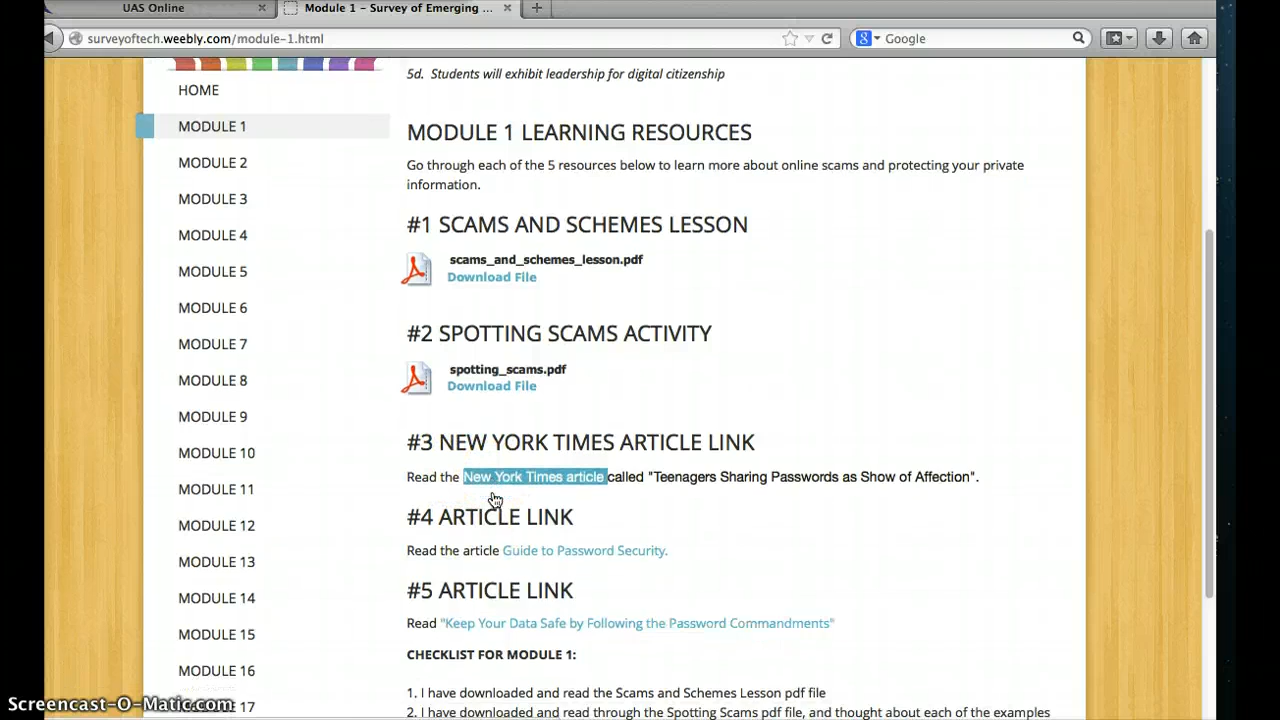 UAS Online
Module 1 – Survey of Emerging ...
surveyoftech.weebly.com/module-1.html
Google
HOME
MODULE 1
MODULE 2
MODULE 3
MODULE 4
MODULE 5
MODULE 6
MODULE 7
MODULE 8
MODULE 9
MODULE 10
MODULE 11
MODULE 12
MODULE 13
MODULE 14
MODULE 15
MODULE 16
17
5d. Students will exhibit leadership for digital citizenship
MODULE 1 LEARNING RESOURCES
Go through each of the 5 resources below to learn more about online scams and protecting your private
information.
#1 SCAMS AND SCHEMES LESSON
scams_and_schemes_lesson.pdf
Download File
#2 SPOTTING SCAMS ACTIVITY
spotting_scams.pdf
Download File
#3 NEW YORK TIMES ARTICLE LINK
Read the New York Times article called "Teenagers Sharing Passwords as Show of Affection".
#4 ARTICLE LINK
Read the article Guide to Password Security.
#5 ARTICLE LINK
Read "Keep Your Data Safe by Following the Password Commandments"
CHECKLIST FOR MODULE 1:
1. I have downloaded and read the Scams and Schemes Lesson pdf file
2. I have downloaded and read through the Spotting Scams pdf file, and thought about each of the examples
Screencast-O-Matic.com